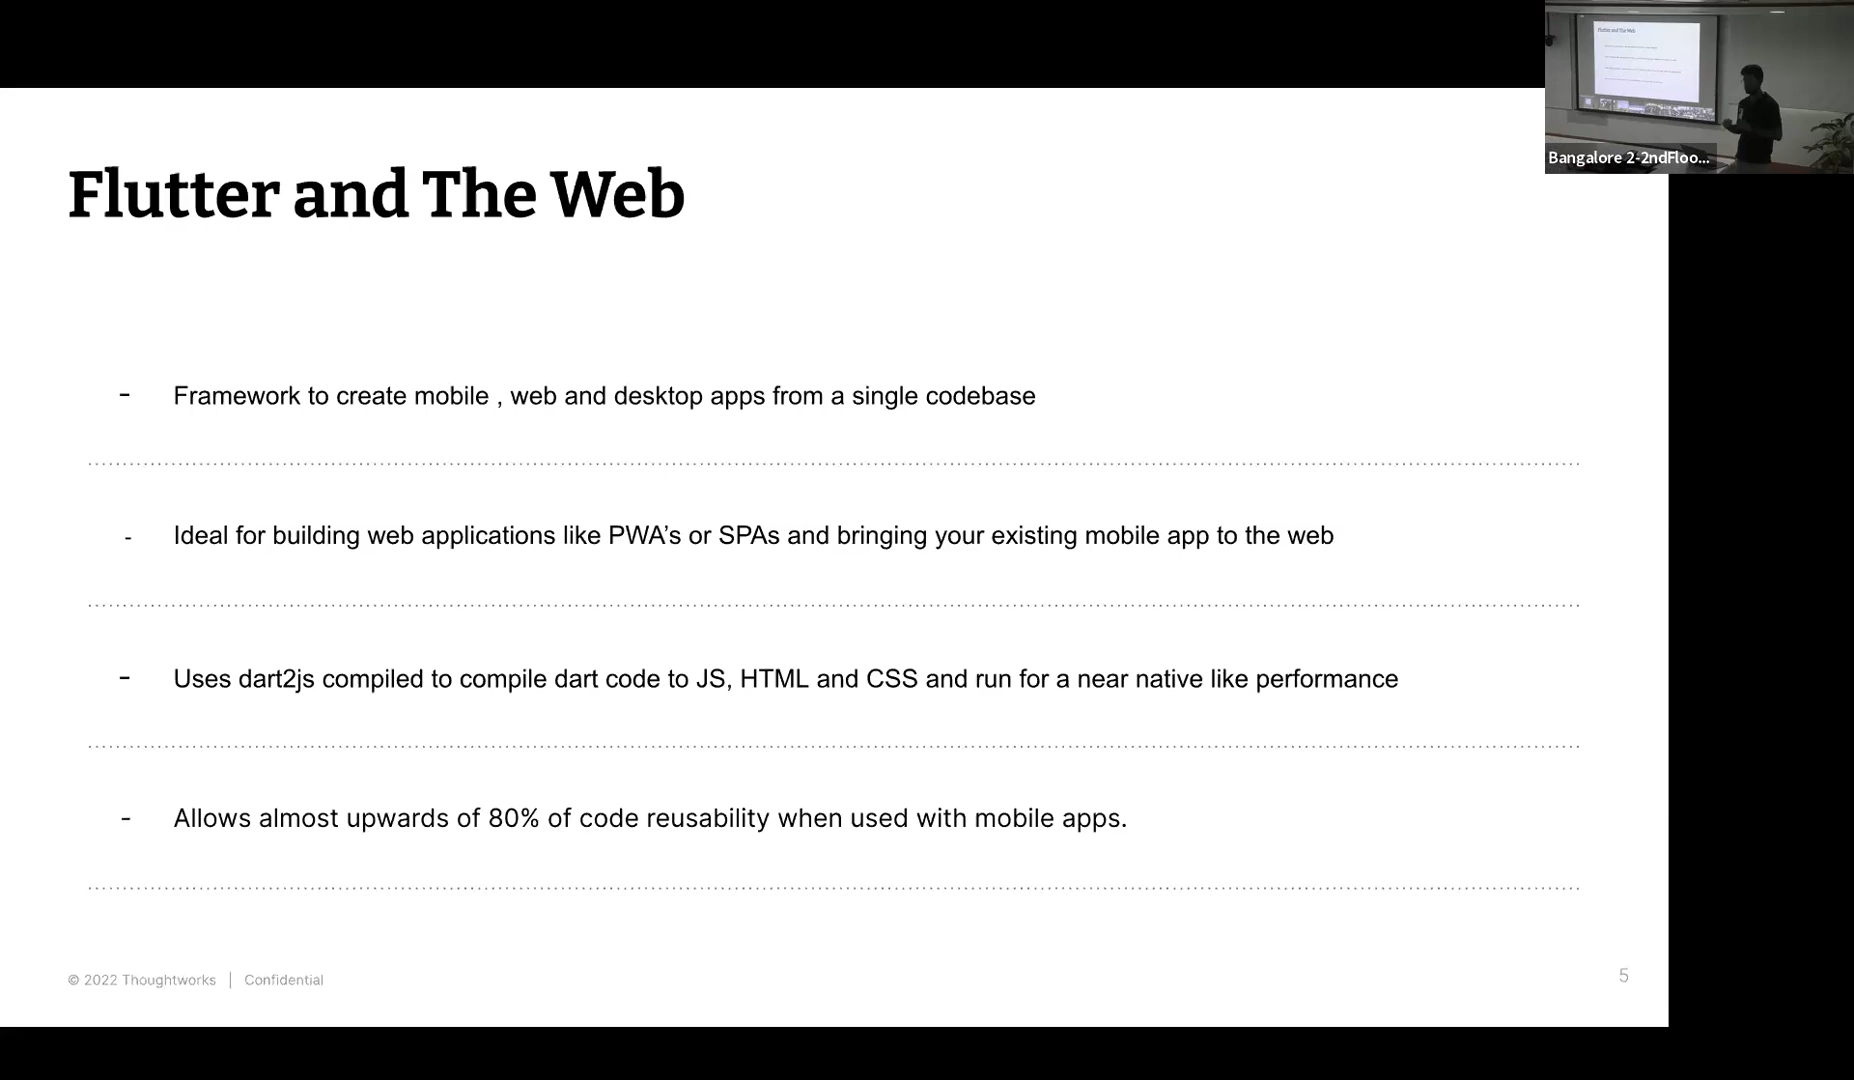 Flutter and The Web
Bangalore 2-2ndFloo...
- Framework to create mobile , web and desktop apps from a single codebase
- Ideal for building web applications like PWA’s or SPAs and bringing your existing mobile app to the web
- Uses dart2js compiled to compile dart code to JS, HTML and CSS and run for a near native like performance
- Allows almost upwards of 80% of code reusability when used with mobile apps.
© 2022 Thoughtworks | Confidential
5